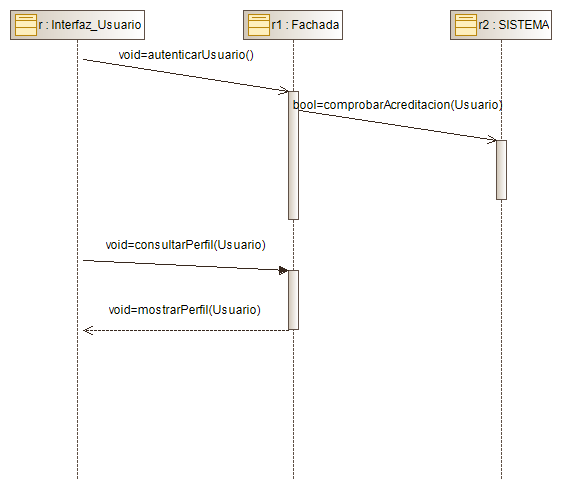 r : Interfaz_Usuario
r1 : Fachada
r2 : SISTEMA
void=autenticarUsuario()
bool=comprobarAcreditacion(Usuario)
void=consultarPerfil(Usuario)
void=mostrarPerfil(Usuario)